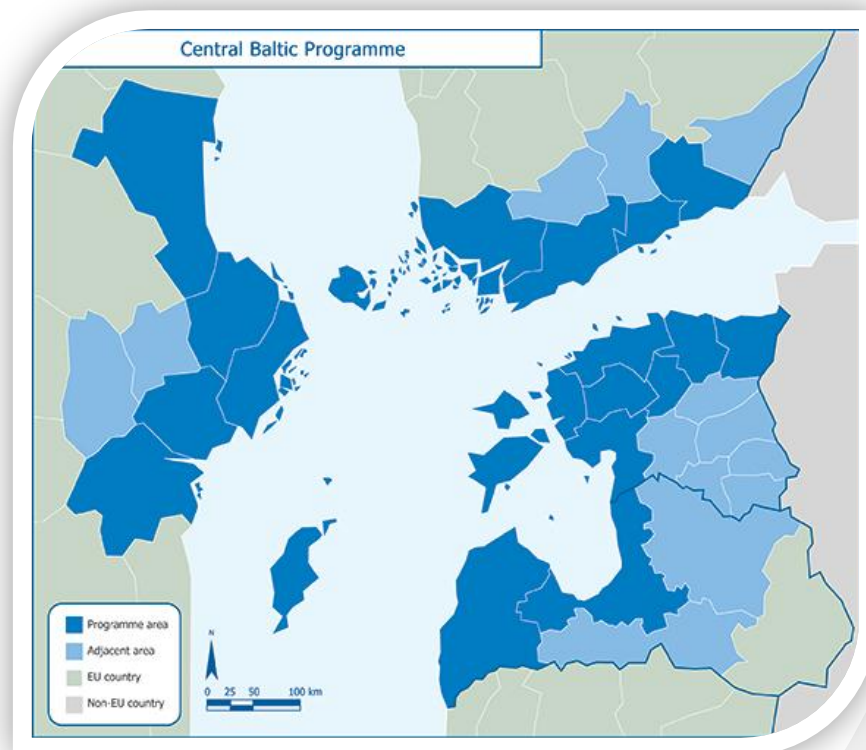 Central Baltic Programme
Programme area
Adjacent area
EU country
Non-EU country
N
0 25 50 100 km